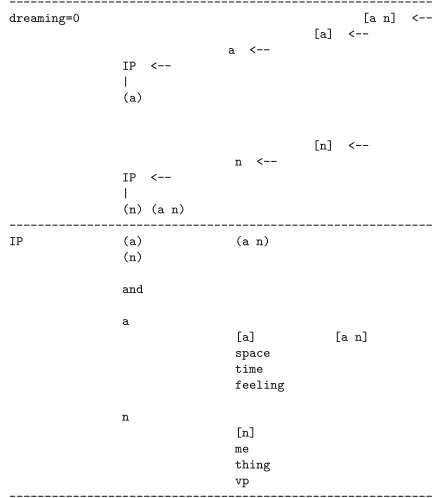 dreaming=0 [a n] <--
[a] <--
a <--
IP <--
|
(a)
[n] <--
n <--
IP <--
|
(n) (a n)
IP (a) (a n)
(n)
and
a
[a] [a n]
space
time
feeling
n
[n]
me
thing
vp